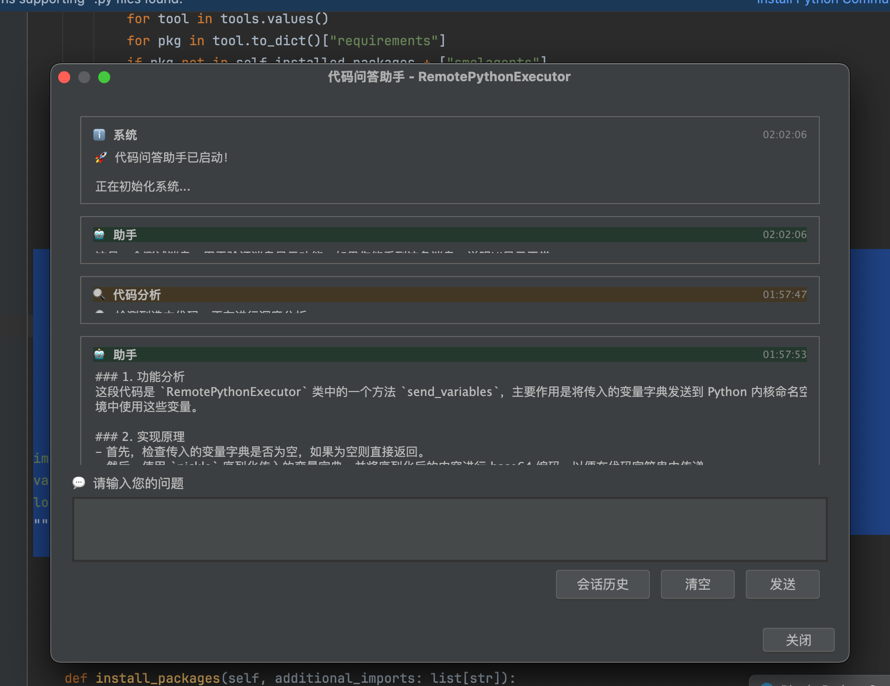 ns supporting *.py files found.
Install Python Commu
for tool in tools.values()
for pkg in tool.to_dict()["requirements"]
if pkg not in self.installed_packages + ["smolagents"]
代码问答助手 - RemotePythonExecutor
系统 02:02:06
🚀 代码问答助手已启动!
正在初始化系统...
助手 02:02:06
代码分析 01:57:47
助手 01:57:53
### 1. 功能分析
这段代码是 `RemotePythonExecutor` 类中的一个方法 `send_variables`,主要作用是将传入的变量字典发送到 Python 内核命名空
境中使用这些变量。
### 2. 实现原理
- 首先,检查传入的变量字典是否为空,如果为空则直接返回。
im
va
lo
""
💬 请输入您的问题
会话历史 清空 发送
关闭
def install_packages(self, additional_imports: list[str]):